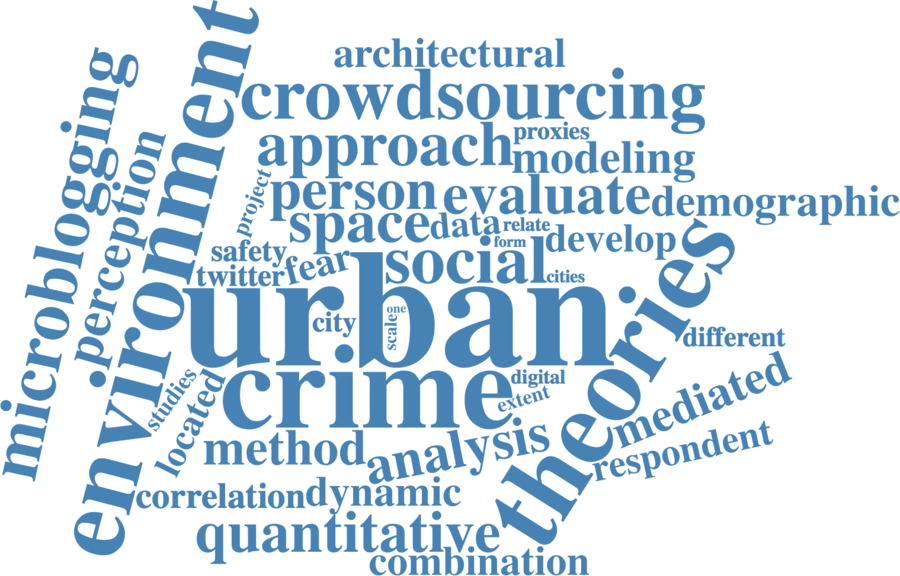 architectural
environment
crowdsourcing
microblogging
proxies
approach
modeling
perception
project
person
evaluate
demographic
space
data
relate
form
develop
safety
fear
social
twitter
cities
urban
theories
one
city
scale
different
crime
digital
studies
extent
located
mediated
method
analysis
respondent
correlation
dynamic
quantitative
combination